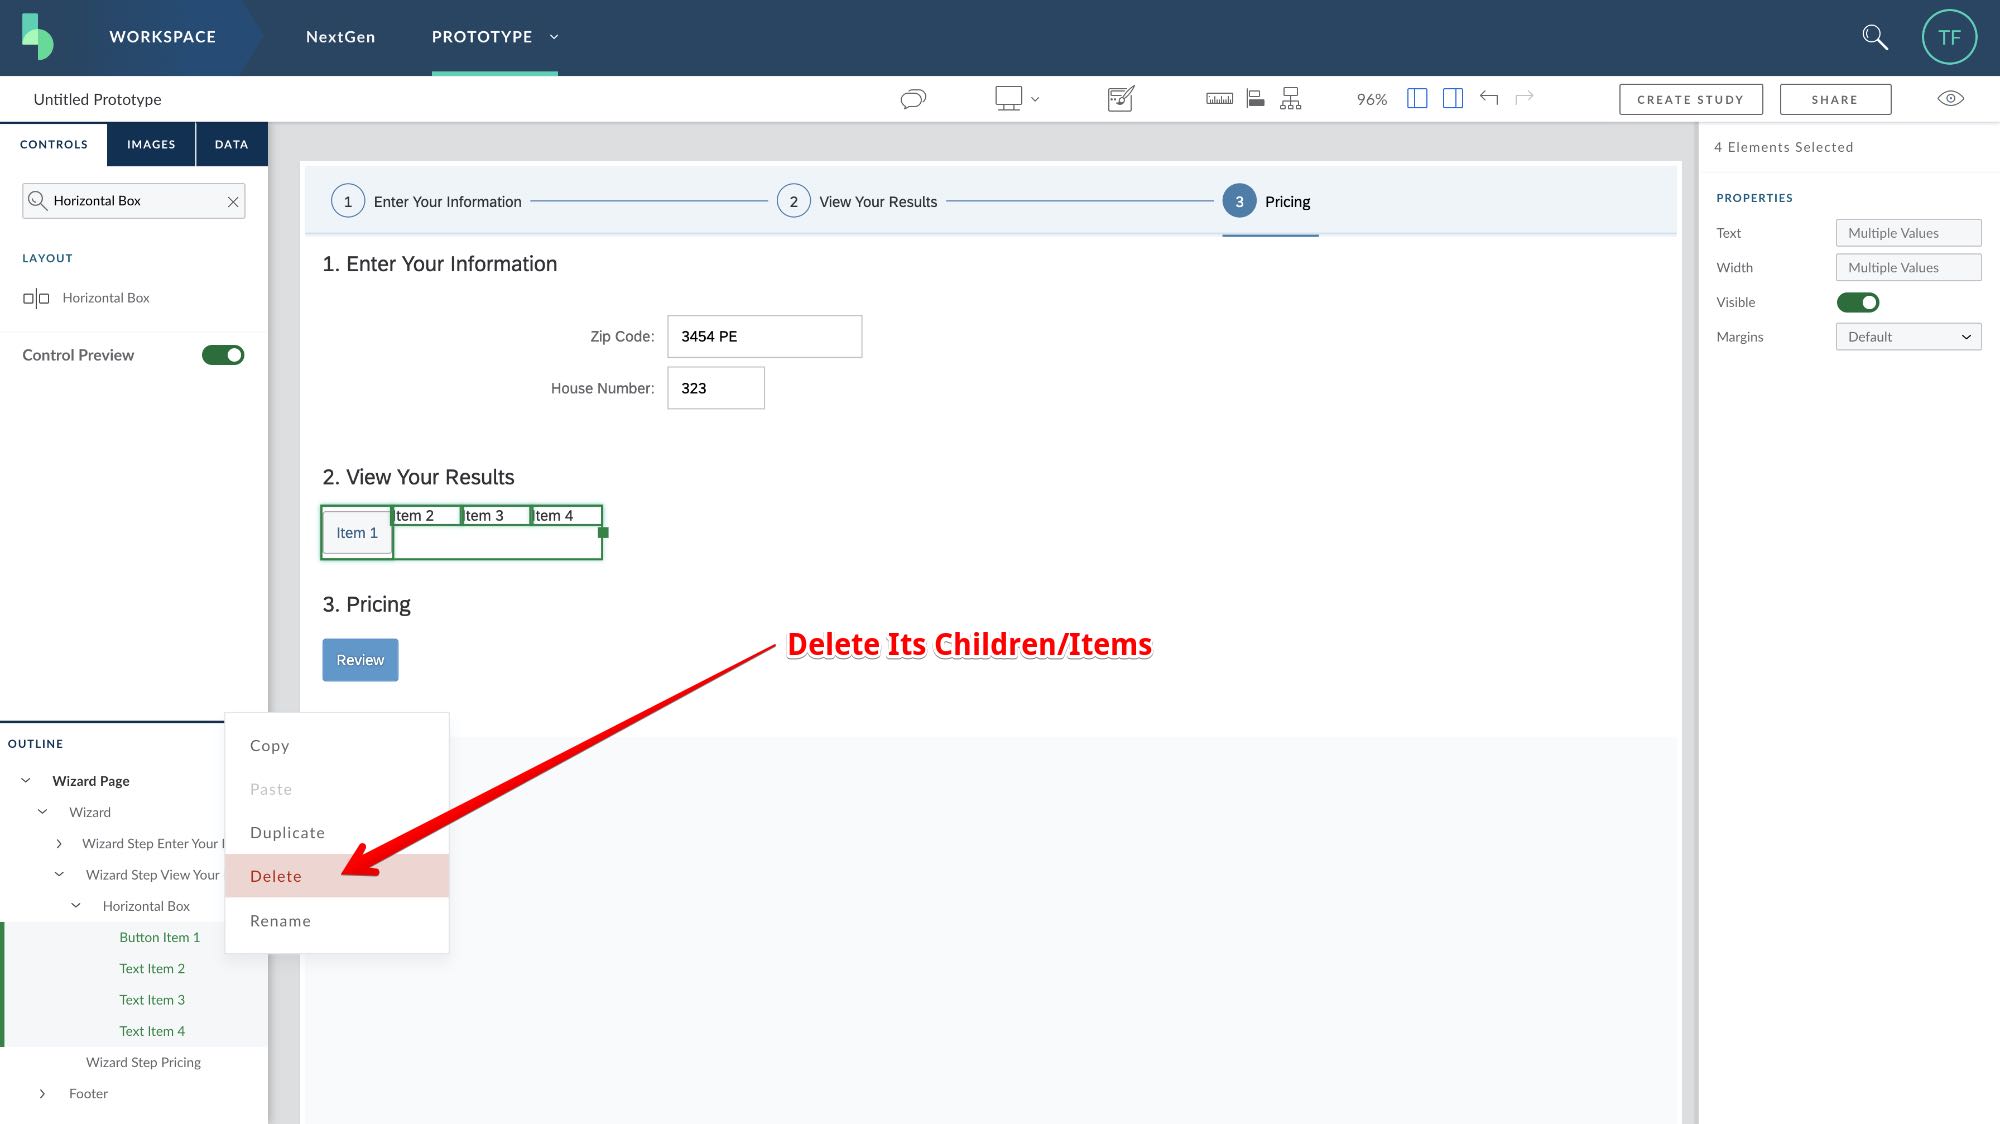 WORKSPACE NextGen PROTOTYPE TF
Untitled Prototype 96% CREATE STUDY SHARE
CONTROLS IMAGES DATA
Horizontal Box
LAYOUT
Horizontal Box
Control Preview
1 Enter Your Information 2 View Your Results 3 Pricing
1. Enter Your Information
Zip Code: 3454 PE
House Number: 323
2. View Your Results
Item 1 Item 2 Item 3 Item 4
3. Pricing
Review
Delete Its Children/Items
4 Elements Selected
PROPERTIES
Text Multiple Values
Width Multiple Values
Visible
Margins Default
OUTLINE
Wizard Page
Wizard
Wizard Step Enter Your I
Wizard Step View Your
Horizontal Box
Button Item 1
Text Item 2
Text Item 3
Text Item 4
Wizard Step Pricing
Footer
Copy
Paste
Duplicate
Delete
Rename